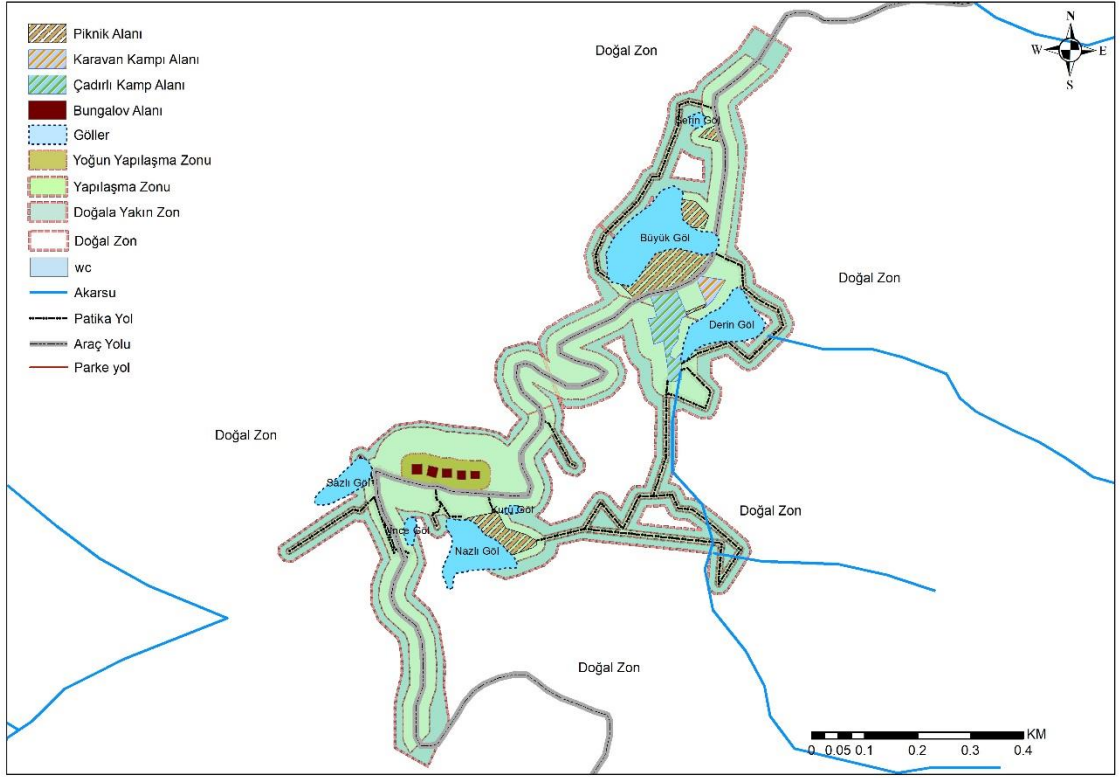 Piknik Alanı
Karavan Kampı Alanı
Çadırlı Kamp Alanı
Bungalov Alanı
Göller
Yoğun Yapılaşma Zonu
Yapılaşma Zonu
Doğala Yakın Zon
Doğal Zon
wc
Akarsu
Patika Yol
Araç Yolu
Parke yol
Doğal Zon
N
W E
S
Serin Göl
Büyük Göl
Doğal Zon
Derin Göl
Doğal Zon
Sazlı Göl
Kuru Göl
Doğal Zon
İnce Göl
Nazlı Göl
Doğal Zon
KM
0 0.05 0.1 0.2 0.3 0.4